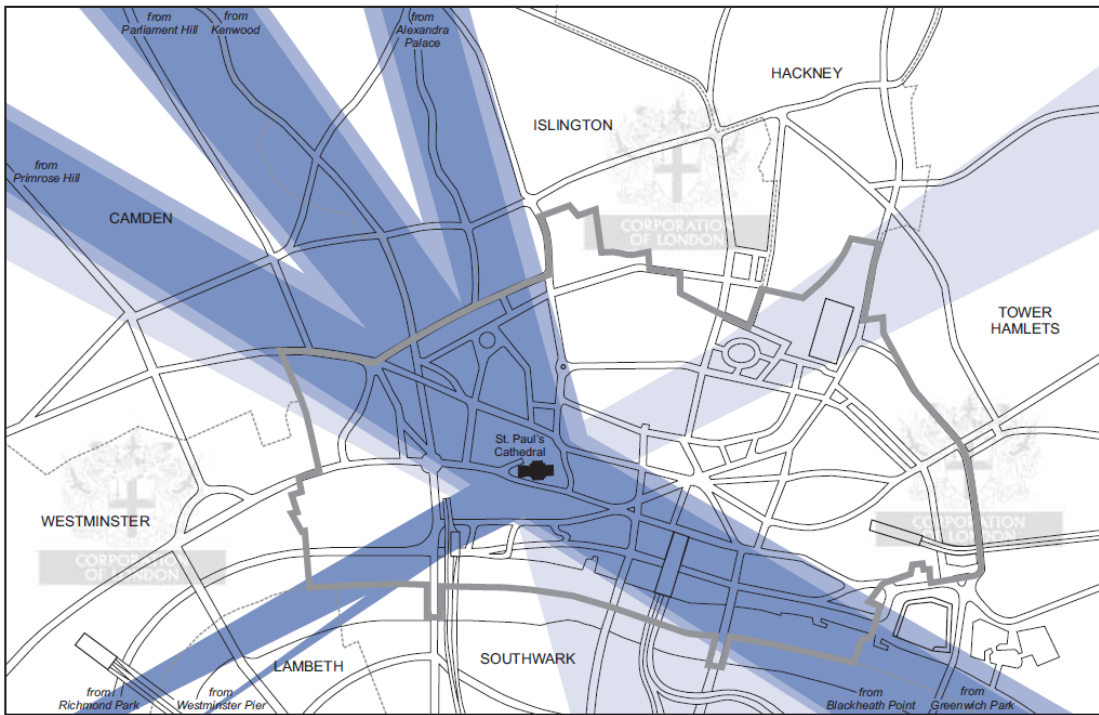 from
Parliament Hill
from
Kenwood
from
Alexandra
Palace
HACKNEY
ISLINGTON
from
Primrose Hill
CAMDEN
CORPORATION
OF LONDON
TOWER
HAMLETS
St. Paul's
Cathedral
WESTMINSTER
CORPORATION
OF LONDON
CORPORATION
OF LONDON
LAMBETH
SOUTHWARK
from
Richmond Park
from
Westminster Pier
from
Blackheath Point
from
Greenwich Park